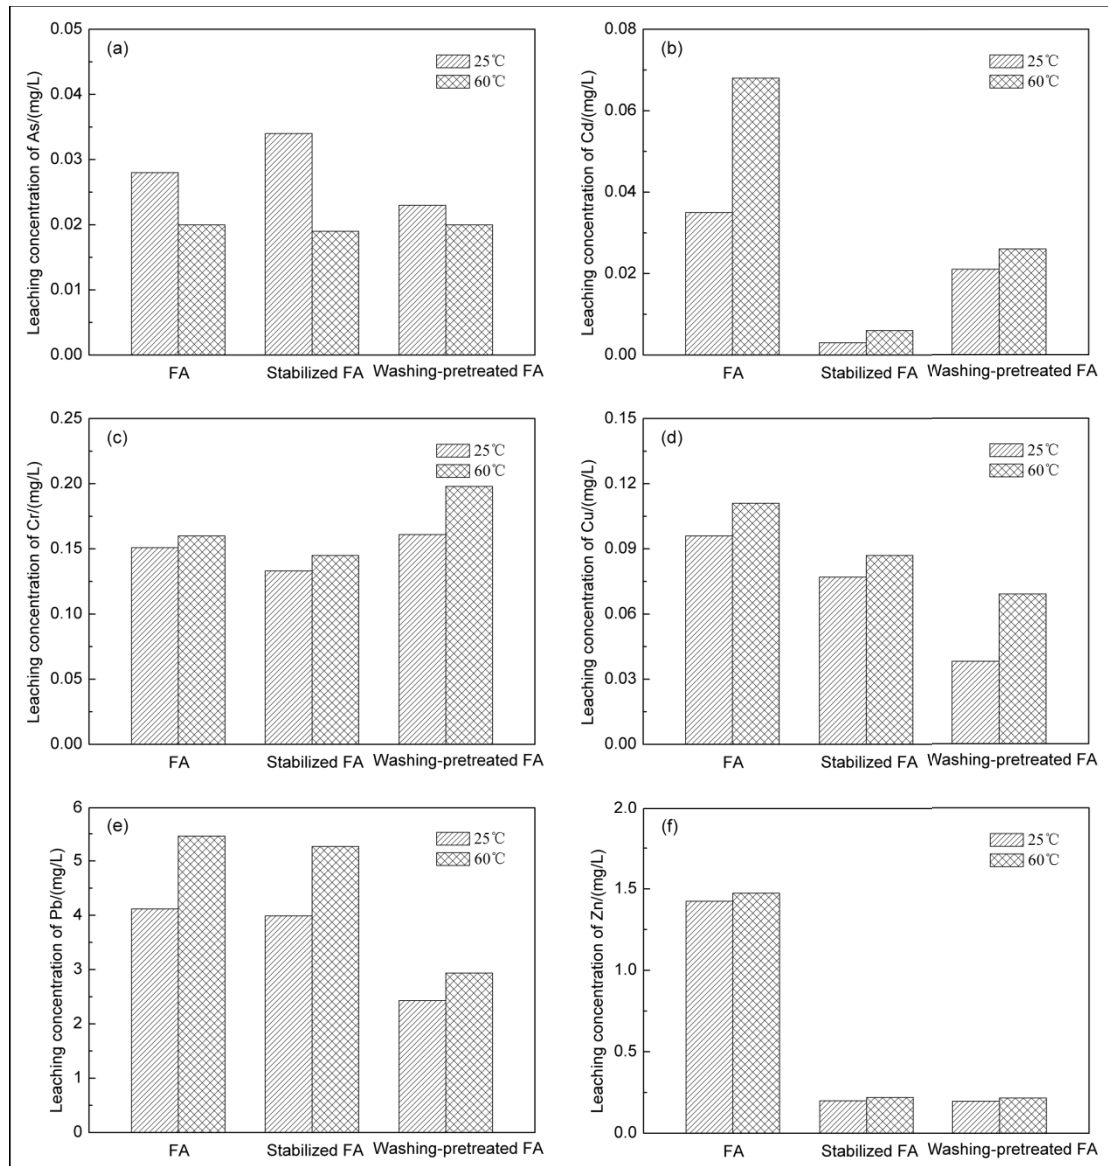 (a)
25℃
60℃
Leaching concentration of As/(mg/L)
0.05
0.04
0.03
0.02
0.01
0.00
FA
Stabilized FA
Washing-pretreated FA
(b)
25℃
60℃
Leaching concentration of Cd/(mg/L)
0.08
0.06
0.04
0.02
0.00
FA
Stabilized FA
Washing-pretreated FA
(c)
25℃
60℃
Leaching concentration of Cr/(mg/L)
0.25
0.20
0.15
0.10
0.05
0.00
FA
Stabilized FA
Washing-pretreated FA
(d)
25℃
60℃
Leaching concentration of Cu/(mg/L)
0.15
0.12
0.09
0.06
0.03
0.00
FA
Stabilized FA
Washing-pretreated FA
(e)
25℃
60℃
Leaching concentration of Pb/(mg/L)
6
5
4
3
2
1
0
FA
Stabilized FA
Washing-pretreated FA
(f)
25℃
60℃
Leaching concentration of Zn/(mg/L)
2.0
1.5
1.0
0.5
0.0
FA
Stabilized FA
Washing-pretreated FA